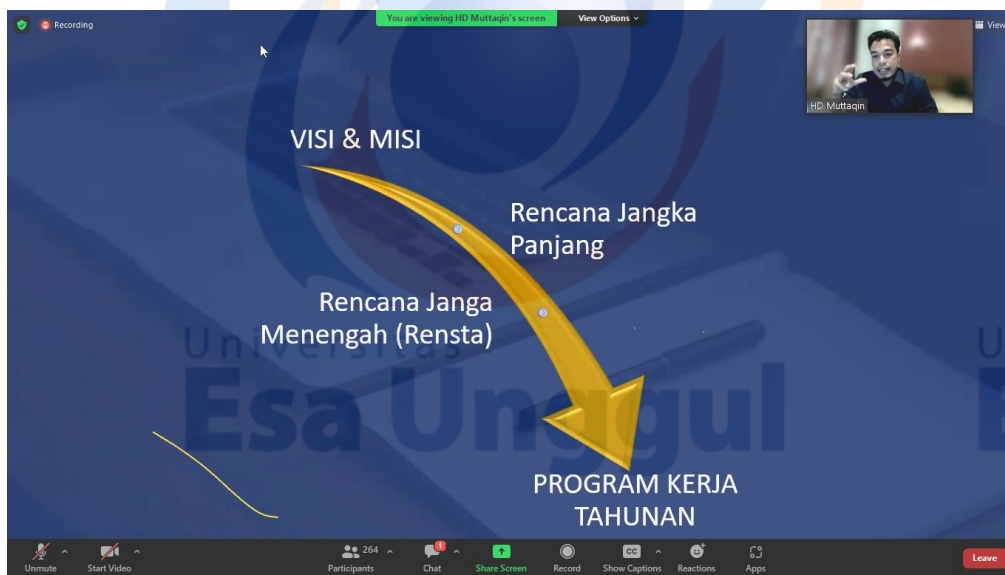 Recording
You are viewing HD Muttaqin's screen
View Options
View
HD Muttaqin
VISI & MISI
Rencana Jangka
Panjang
Rencana Janga
Menengah (Rensta)
Universitas
Esa Unggul
PROGRAM KERJA
TAHUNAN
Unmute
Start Video
264
Participants
1
Chat
Share Screen
Record
CC
Show Captions
Reactions
Apps
Leave